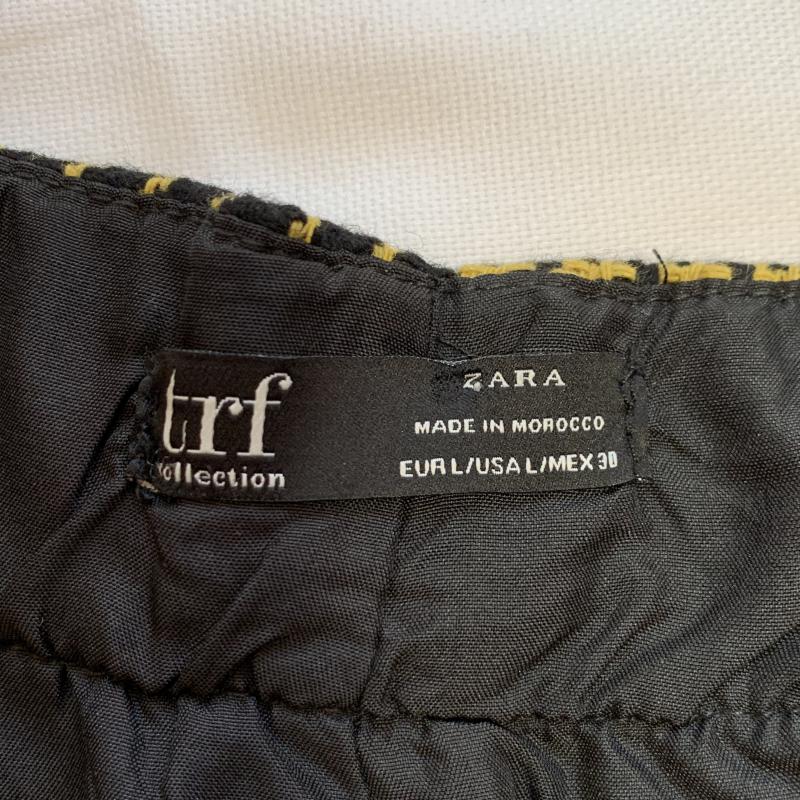 trf
collection
ZARA
MADE IN MOROCCO
EUR L/USA L/MEX 30